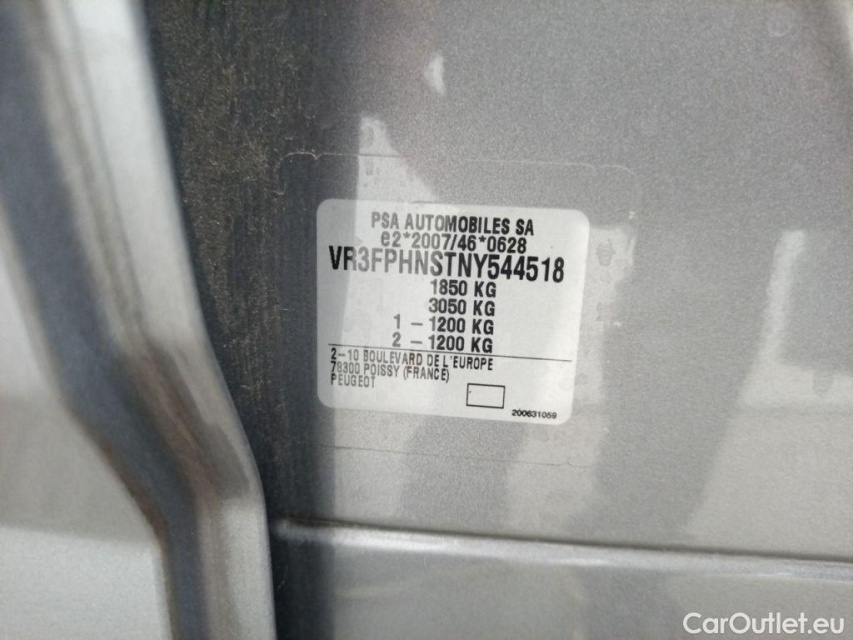 PSA AUTOMOBILES SA
e2*2007/46*0628
VR3FPHNSTNY544518
1850 KG
3050 KG
1 – 1200 KG
2 – 1200 KG
2–10 BOULEVARD DE L'EUROPE
78300 POISSY (FRANCE)
PEUGEOT
200631059
CarOutlet.eu